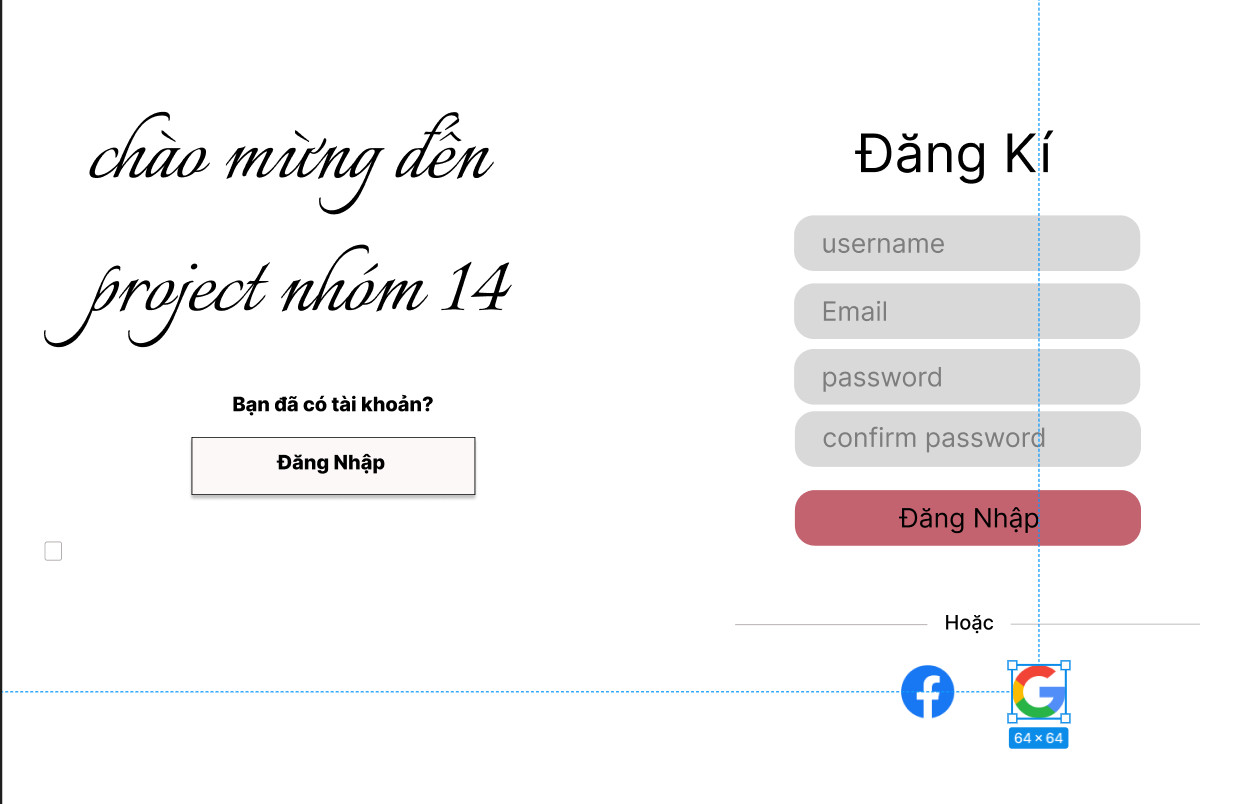 chào mừng đến
project nhóm 14
Bạn đã có tài khoản?
Đăng Nhập
Đăng Kí
username
Email
password
confirm password
Đăng Nhập
Hoặc
64 × 64